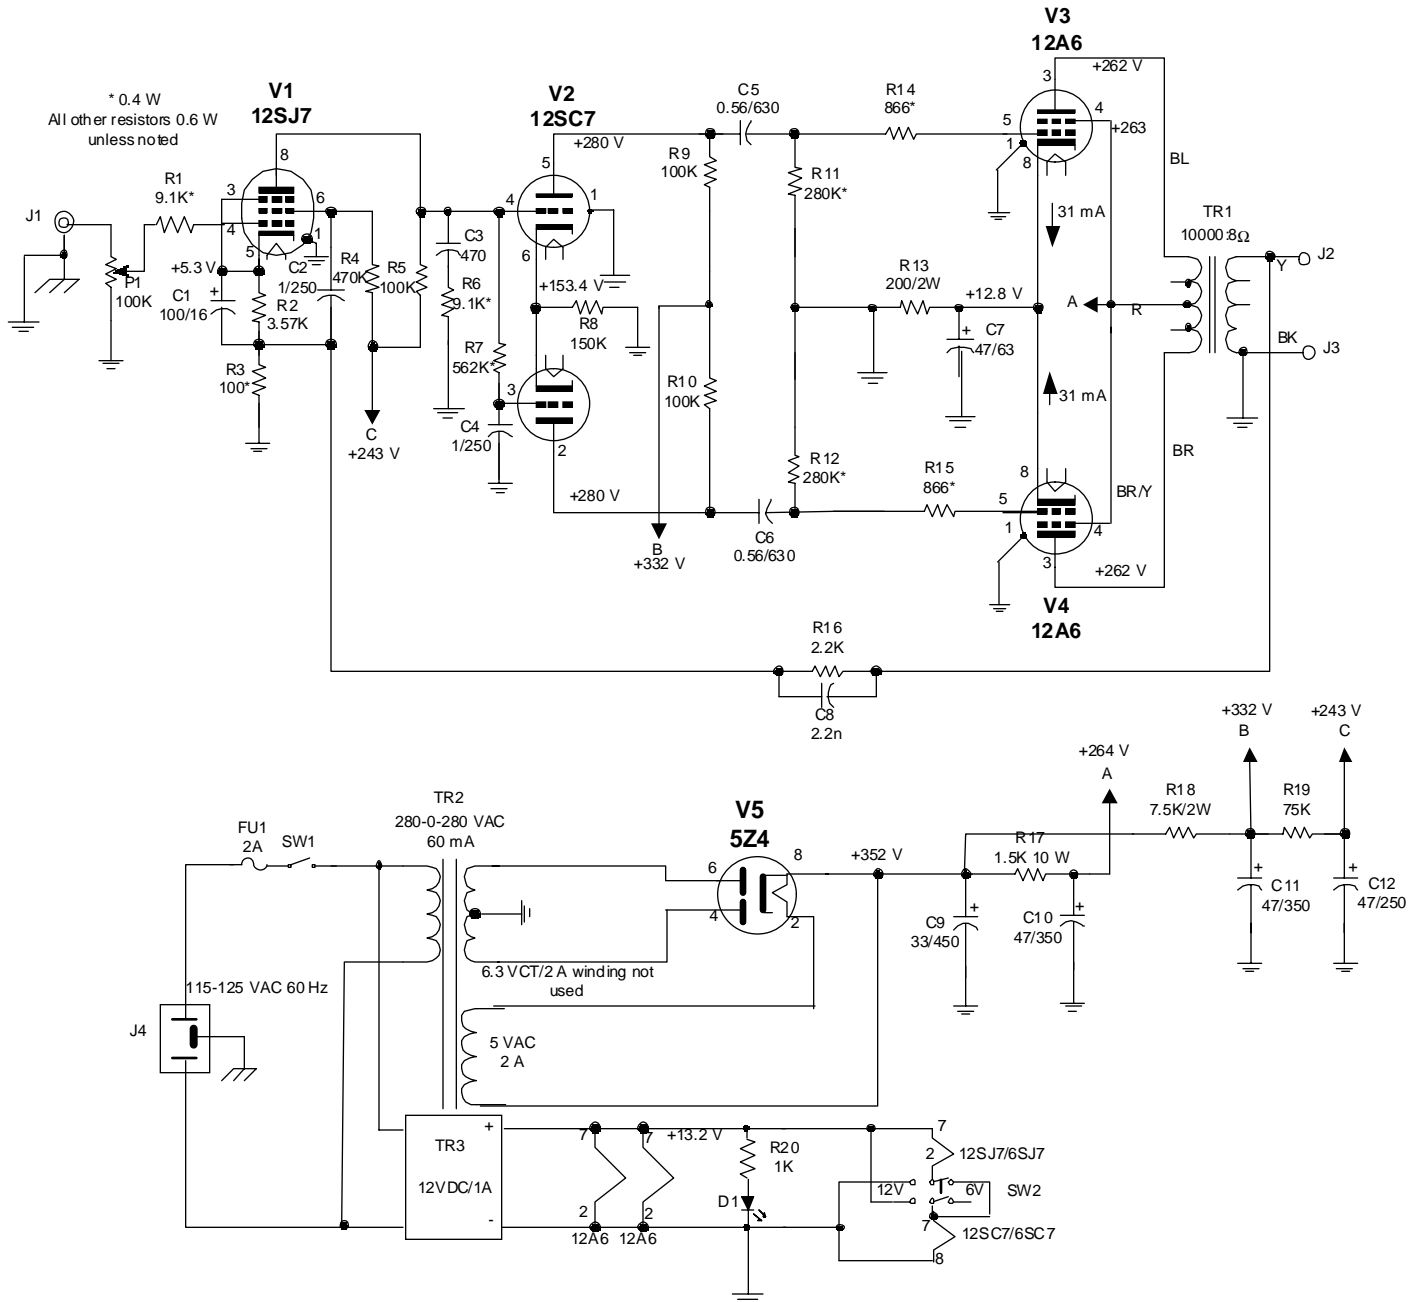 * 0.4 W
All other resistors 0.6 W
unless noted
V1
12SJ7
V2
12SC7
V3
12A6
J1
P1
100K
R1
9.1K*
8
3
4
6
1
5
+5.3 V
C1
+
100/16
R2
3.57K
R3
100*
C2
1/250
R4
470K
R5
100K
C
+243 V
C3
470
R6
9.1K*
R7
562K*
C4
1/250
4
5
1
6
+153.4 V
R8
150K
3
2
+280 V
+280 V
R9
100K
R10
100K
B
+332 V
C5
0.56/630
C6
0.56/630
R11
280K*
R12
280K*
R14
866*
R15
866*
R13
200/2W
+12.8 V
+
C7
47/63
3
+262 V
4
+263
5
1
8
31 mA
31 mA
A
R
BL
BR
BR/Y
TR1
10000:8Ω
Y
J2
BK
J3
8
5
1
4
3
+262 V
V4
12A6
R16
2.2K
C8
2.2n
TR2
280-0-280 VAC
60 mA
FU1
2A
SW1
V5
5Z4
6
4
8
2
+352 V
6.3 VCT/2 A winding not
used
5 VAC
2 A
115-125 VAC 60 Hz
J4
+
C9
33/450
R17
1.5K 10 W
+
C10
47/350
+264 V
A
R18
7.5K/2W
+332 V
B
R19
75K
+243 V
C
+
C11
47/350
+
C12
47/250
TR3
12VDC/1A
+
-
7
2
12A6
7
2
12A6
+13.2 V
R20
1K
D1
7
2
12SJ7/6SJ7
12V
6V
SW2
7
12SC7/6SC7
8